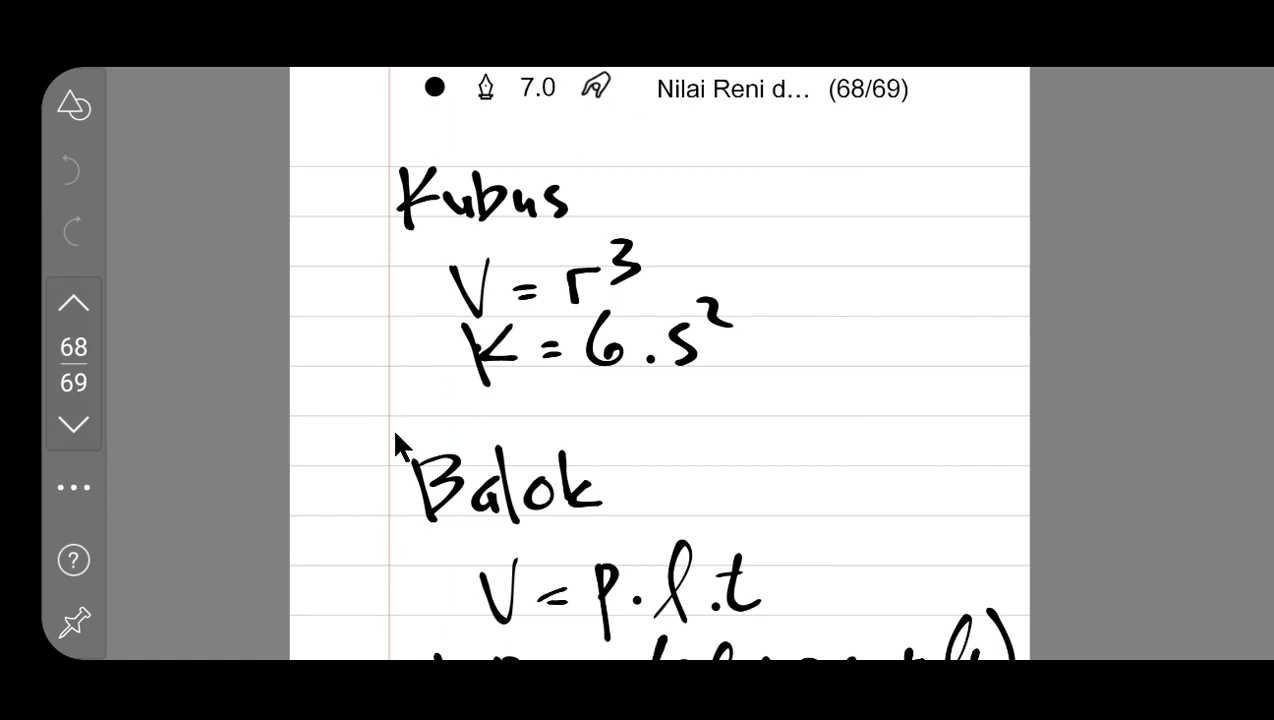 7.0 Nilai Reni d... (68/69)
Kubus
V = r³
K = 6 . s²
68
69
Balok
V = p . l . t